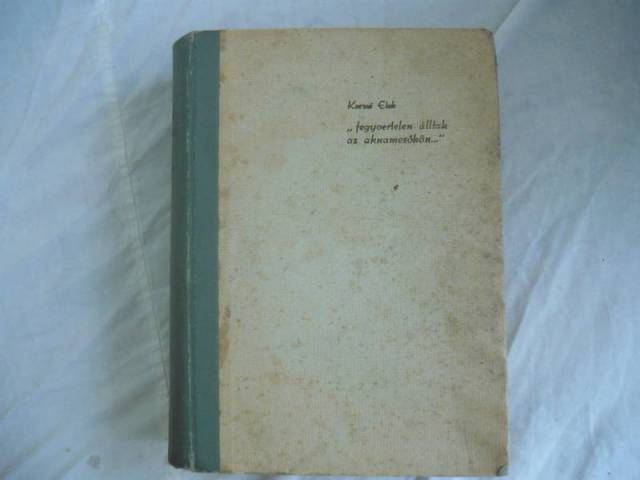 Karsai Elek
„fegyvertelen álltak
az aknamezőkön..."